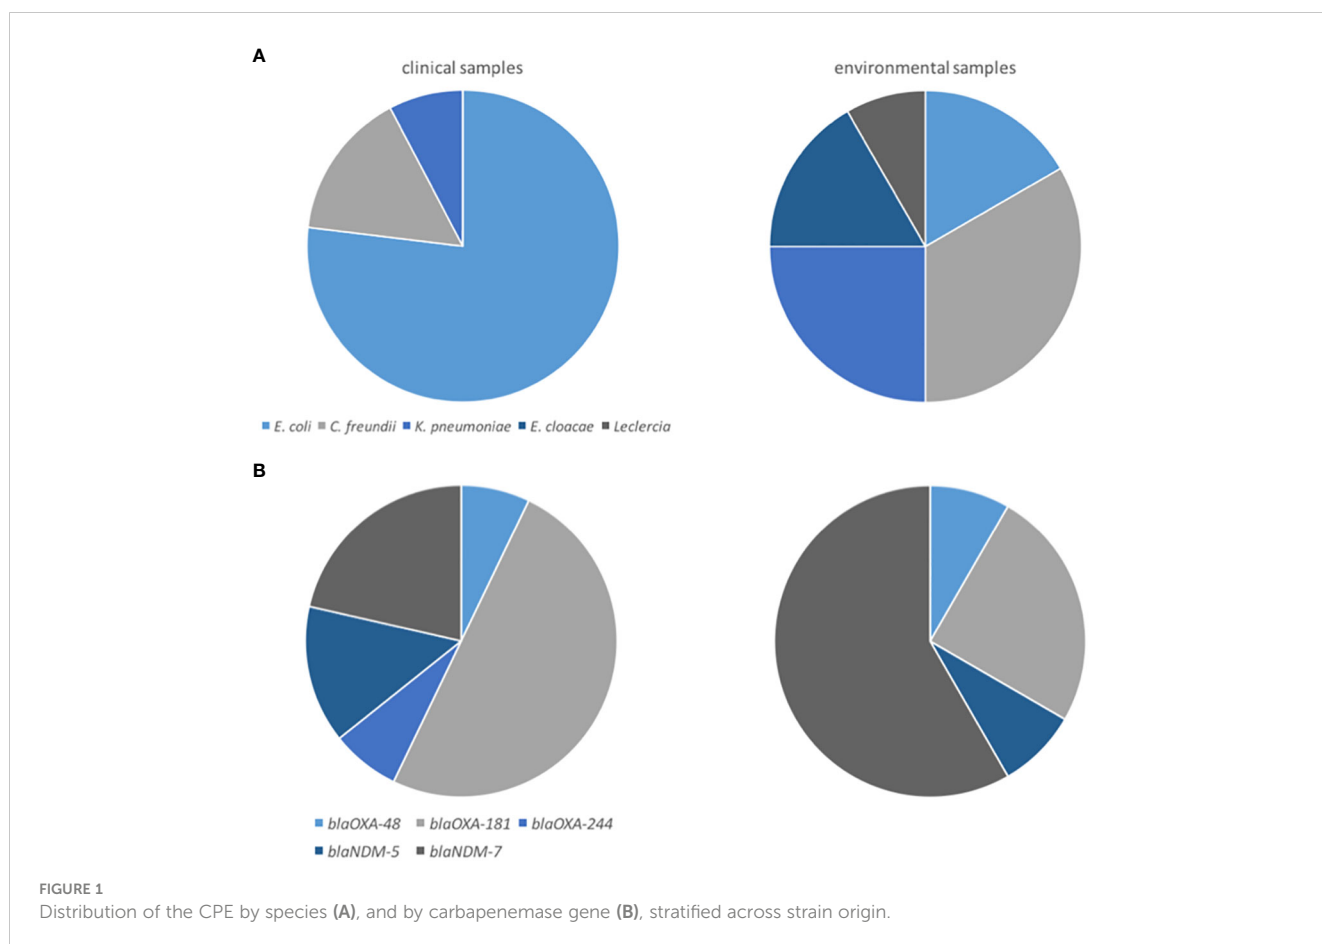 A
clinical samples
environmental samples
E. coli C. freundii K. pneumoniae E. cloacae Leclercia
B
blaOXA-48 blaOXA-181 blaOXA-244
blaNDM-5 blaNDM-7
FIGURE 1
Distribution of the CPE by species (A), and by carbapenemase gene (B), stratified across strain origin.